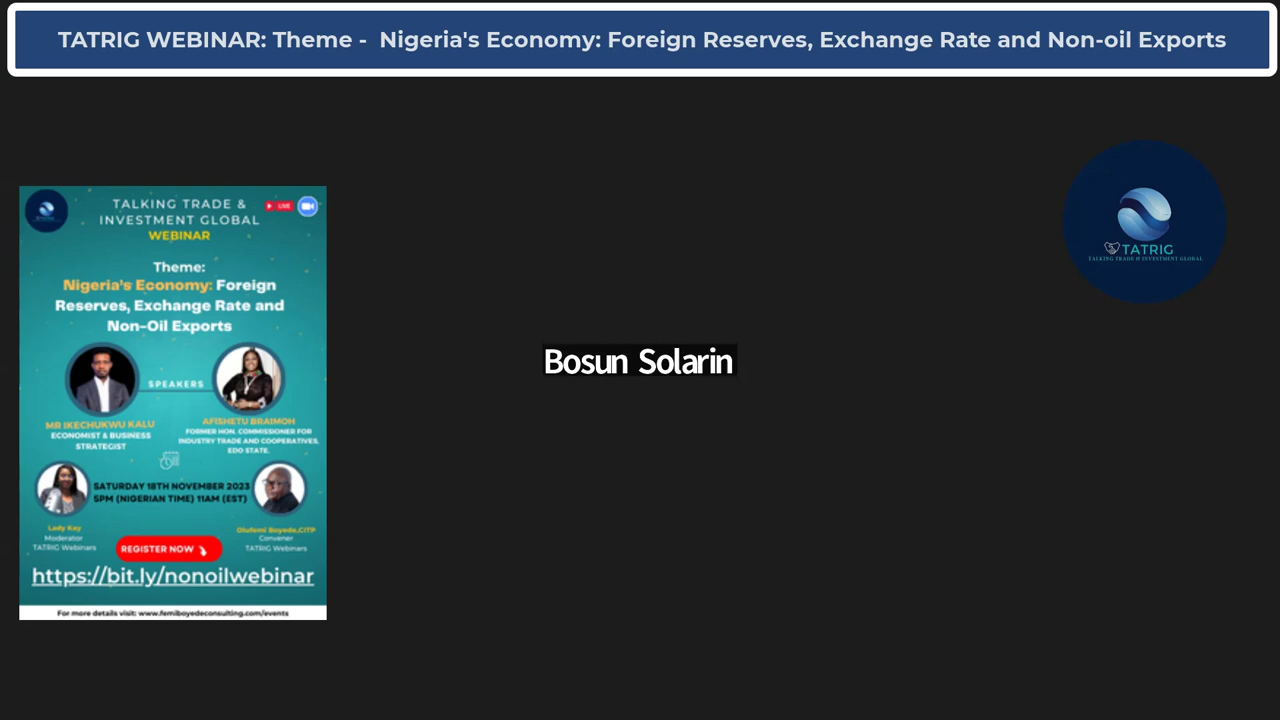 TATRIG WEBINAR: Theme - Nigeria's Economy: Foreign Reserves, Exchange Rate and Non-oil Exports
TALKING TRADE &
INVESTMENT GLOBAL
LIVE
WEBINAR
Theme:
Nigeria's Economy: Foreign
Reserves, Exchange Rate and
Non-Oil Exports
SPEAKERS
MR IKECHUKWU KALU
ECONOMIST & BUSINESS
STRATEGIST
AFISHETU BRAIMOH
FORMER HON. COMMISSIONER FOR
INDUSTRY TRADE AND COOPERATIVES,
EDO STATE.
SATURDAY 18TH NOVEMBER 2023
5PM (NIGERIAN TIME) 11AM (EST)
Lady Kay
Moderator
TATRIG Webinars
Olufemi Boyede,CITP
Convener
TATRIG Webinars
REGISTER NOW
https://bit.ly/nonoilwebinar
For more details visit: www.femiboyedeconsulting.com/events
Bosun Solarin
TATRIG
TALKING TRADE & INVESTMENT GLOBAL